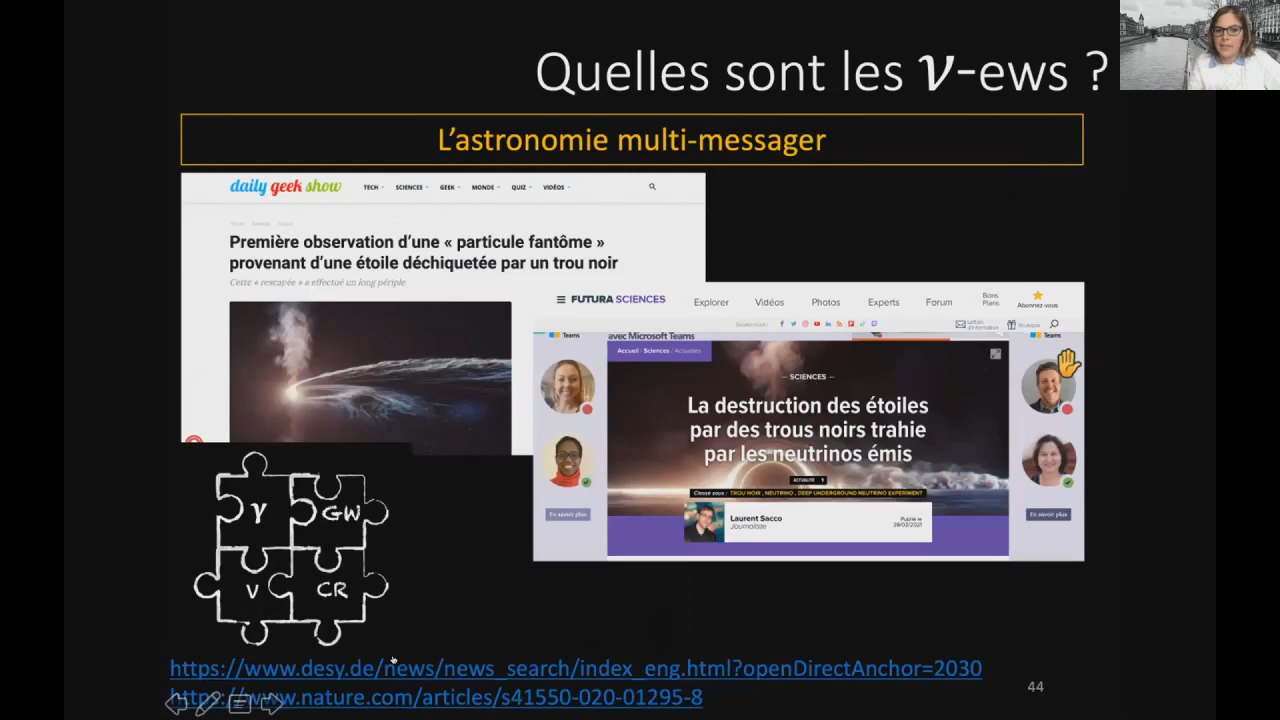 Quelles sont les ν-ews ?
L'astronomie multi-messager
daily geek show TECH SCIENCES GEEK MONDE QUIZ VIDÉOS
Première observation d'une « particule fantôme »
provenant d'une étoile déchiquetée par un trou noir
Cette « rescapée » a effectué un long périple
FUTURA SCIENCES Explorer Vidéos Photos Experts Forum Bons Plans Abonnez-vous
Lettres d'information
Teams avec Microsoft Teams Teams
Accueil / Sciences / Actualités
SCIENCES
La destruction des étoiles
par des trous noirs trahie
par les neutrinos émis
ACTUALITÉ
Classé sous : TROU NOIR , NEUTRINO , DEEP UNDERGROUND NEUTRINO EXPERIMENT
En savoir plus
Laurent Sacco
Journaliste
Publié le
28/02/2021
En savoir plus
γ GW
ν CR
https://www.desy.de/news/news_search/index_eng.html?openDirectAnchor=2030
https://www.nature.com/articles/s41550-020-01295-8
44